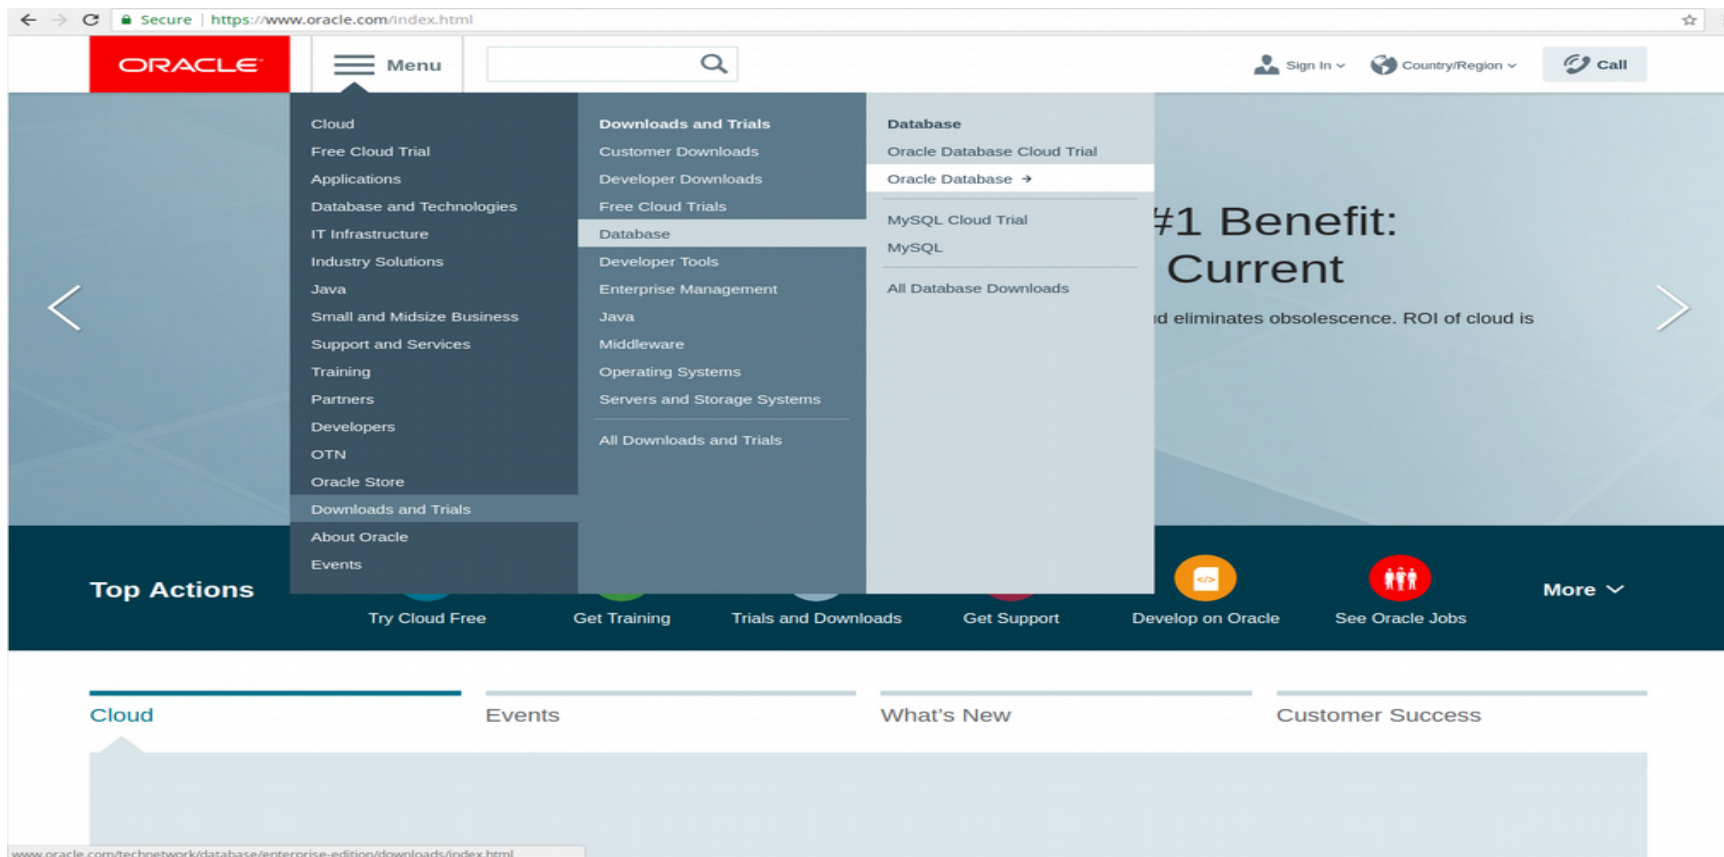 Secure | https://www.oracle.com/index.html
ORACLE
Menu
Sign In
Country/Region
Call
Cloud
Free Cloud Trial
Applications
Database and Technologies
IT Infrastructure
Industry Solutions
Java
Small and Midsize Business
Support and Services
Training
Partners
Developers
OTN
Oracle Store
Downloads and Trials
About Oracle
Events
Downloads and Trials
Customer Downloads
Developer Downloads
Free Cloud Trials
Database
Developer Tools
Enterprise Management
Java
Middleware
Operating Systems
Servers and Storage Systems
All Downloads and Trials
Database
Oracle Database Cloud Trial
Oracle Database →
MySQL Cloud Trial
MySQL
All Database Downloads
#1 Benefit:
Current
eliminates obsolescence. ROI of cloud is
Top Actions
Try Cloud Free
Get Training
Trials and Downloads
Get Support
Develop on Oracle
See Oracle Jobs
More
Cloud
Events
What's New
Customer Success
www.oracle.com/technetwork/database/enterprise-edition/downloads/index.html